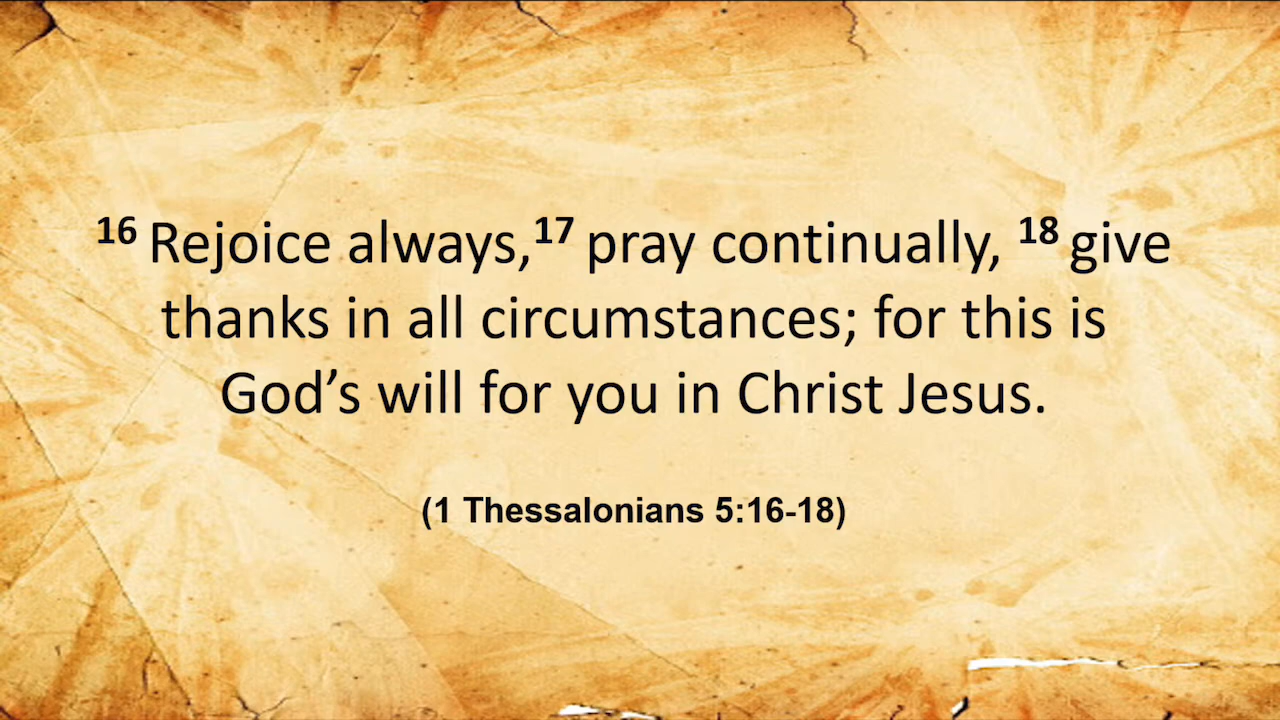 16 Rejoice always,17 pray continually, 18 give
thanks in all circumstances; for this is
God’s will for you in Christ Jesus.
(1 Thessalonians 5:16-18)